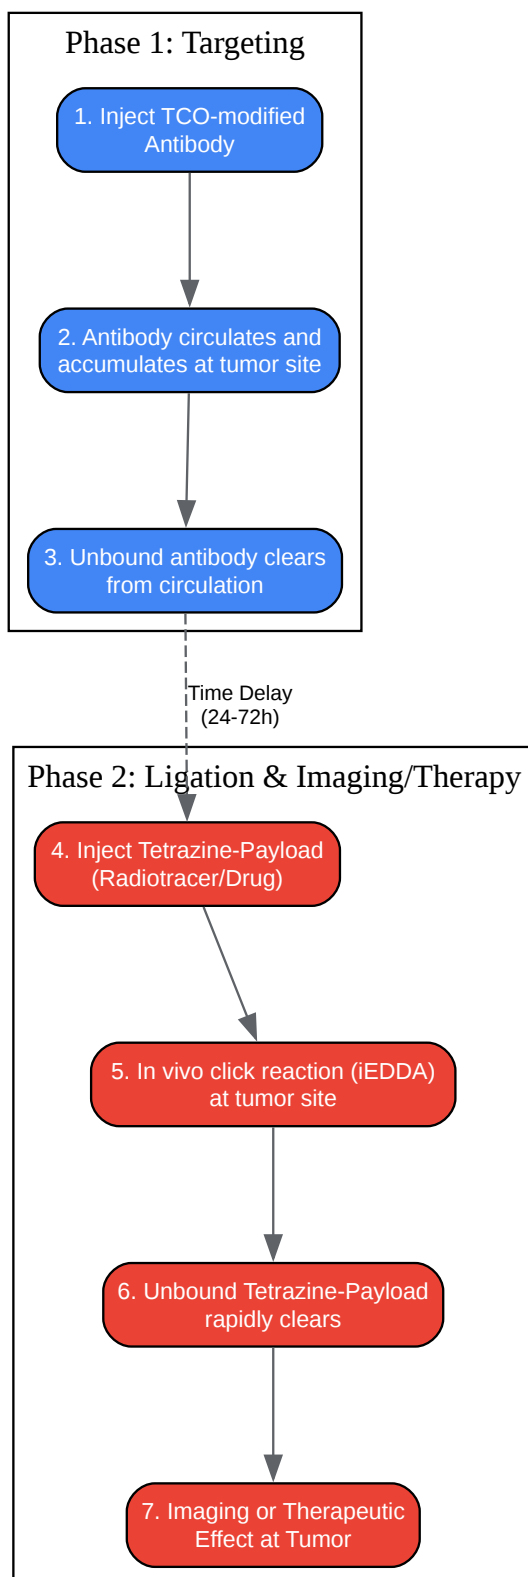 Phase 1: Targeting
1. Inject TCO-modified
Antibody
2. Antibody circulates and
accumulates at tumor site
3. Unbound antibody clears
from circulation
Time Delay
(24-72h)
Phase 2: Ligation & Imaging/Therapy
4. Inject Tetrazine-Payload
(Radiotracer/Drug)
5. In vivo click reaction (iEDDA)
at tumor site
6. Unbound Tetrazine-Payload
rapidly clears
7. Imaging or Therapeutic
Effect at Tumor